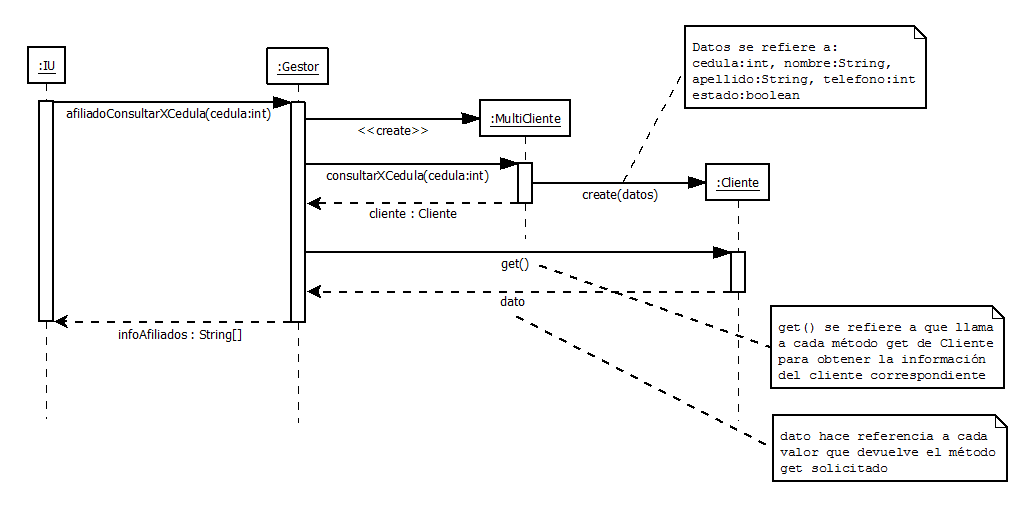 :IU
:Gestor
afiliadoConsultarXCedula(cedula:int)
<<create>>
:MultiCliente
Datos se refiere a:
cedula:int, nombre:String,
apellido:String, telefono:int
estado:boolean
consultarXCedula(cedula:int)
create(datos)
:Cliente
cliente : Cliente
get()
dato
infoAfiliados : String[]
get() se refiere a que llama
a cada método get de Cliente
para obtener la información
del cliente correspondiente
dato hace referencia a cada
valor que devuelve el método
get solicitado